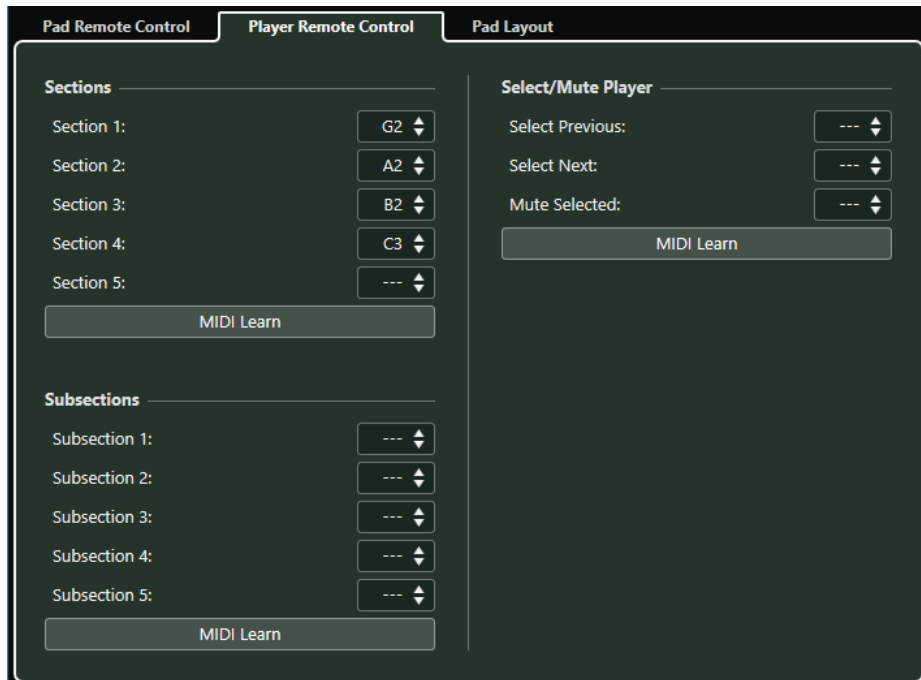 Pad Remote Control
Player Remote Control
Pad Layout
Sections
Section 1: G2
Section 2: A2
Section 3: B2
Section 4: C3
Section 5: ---
MIDI Learn
Subsections
Subsection 1: ---
Subsection 2: ---
Subsection 3: ---
Subsection 4: ---
Subsection 5: ---
MIDI Learn
Select/Mute Player
Select Previous: ---
Select Next: ---
Mute Selected: ---
MIDI Learn